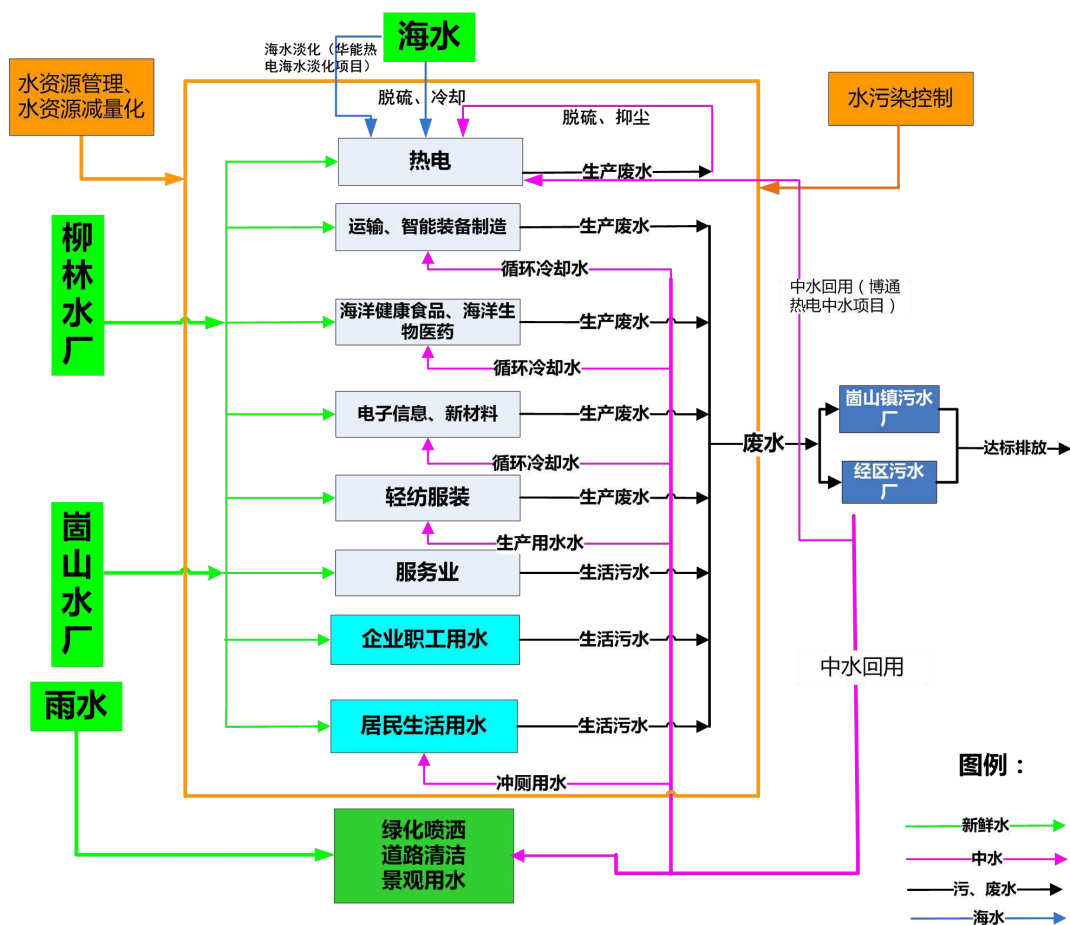 海水
海水淡化（华能热
电海水淡化项目）
水资源管理、
水资源减量化
脱硫、冷却
脱硫、抑尘
水污染控制
热电
生产废水
柳林水厂
运输、智能装备制造
生产废水
循环冷却水
中水回用（博通
热电中水项目）
海洋健康食品、海洋生
物医药
生产废水
循环冷却水
电子信息、新材料
生产废水
循环冷却水
废水
崮山镇污水
厂
经区污水
厂
达标排放
轻纺服装
生产废水
生产用水水
崮山水厂
服务业
生活污水
企业职工用水
生活污水
中水回用
雨水
居民生活用水
生活污水
冲厕用水
绿化喷洒
道路清洁
景观用水
图例：
新鲜水
中水
污、废水
海水